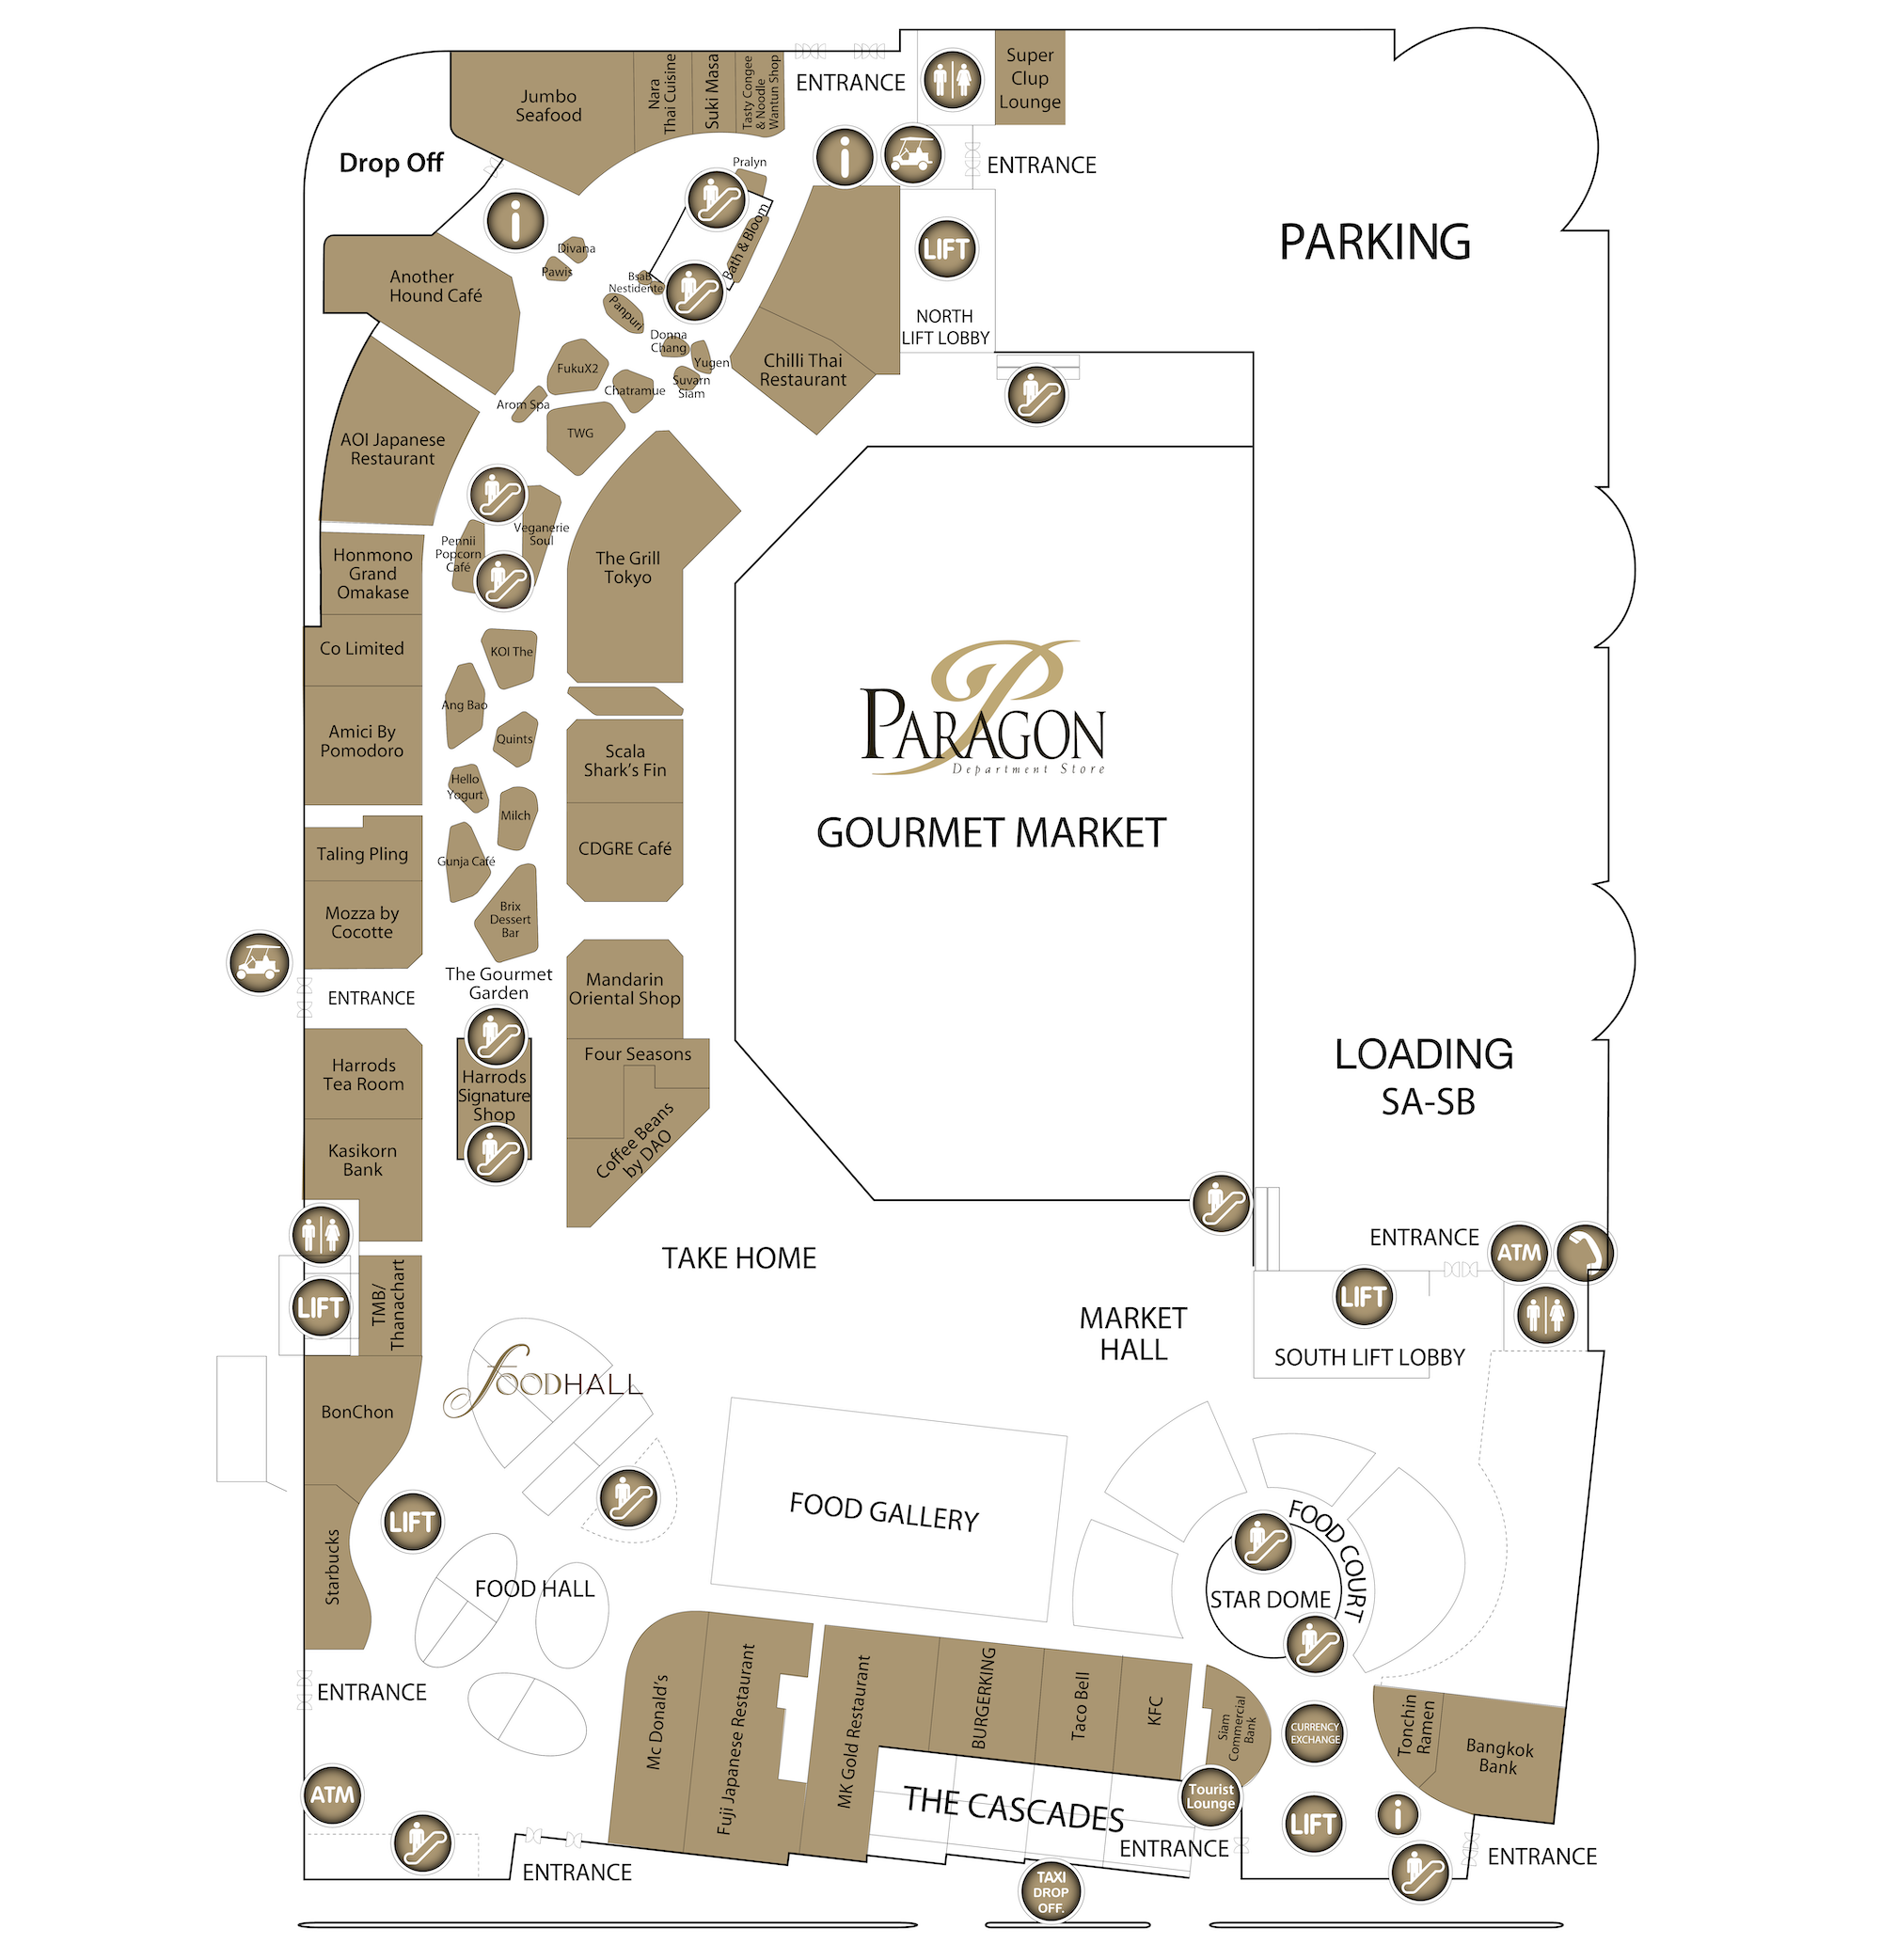 Jumbo
Seafood
Nara
Thai Cuisine
Suki Masa
Tasty Congee
& Noodle
Wantun Shop
ENTRANCE
Super
Clup
Lounge
Drop Off
Pralyn
i
ENTRANCE
i
Bath & Bloom
LIFT
PARKING
Divana
Pawis
Another
Hound Café
BsaB
Nestidente
Panpuri
NORTH
LIFT LOBBY
Donna
Chang
Yugen
Chilli Thai
Restaurant
FukuX2
Chatramue
Suvarn
Siam
Arom Spa
TWG
AOI Japanese
Restaurant
Veganerie
Soul
Pennii
Popcorn
Café
Honmono
Grand
Omakase
The Grill
Tokyo
Co Limited
KOI The
Ang Bao
Amici By
Pomodoro
Quints
Scala
Shark's Fin
PARAGON
Department Store
GOURMET MARKET
Hello
Yogurt
Milch
Taling Pling
Gunja Café
CDGRE Café
Mozza by
Cocotte
Brix
Dessert
Bar
The Gourmet
Garden
Mandarin
Oriental Shop
ENTRANCE
Harrods
Tea Room
Harrods
Signature
Shop
Four Seasons
Coffee Beans
by DAO
LOADING
SA-SB
Kasikorn
Bank
TAKE HOME
ENTRANCE
ATM
LIFT
TMB/
Thanachart
LIFT
MARKET
HALL
SOUTH LIFT LOBBY
FOODHALL
BonChon
LIFT
FOOD GALLERY
FOOD COURT
Starbucks
FOOD HALL
STAR DOME
ENTRANCE
Mc Donald's
Fuji Japanese Restaurant
MK Gold Restaurant
BURGERKING
Taco Bell
KFC
Siam
Commercial
Bank
CURRENCY
EXCHANGE
Tonchin
Ramen
Bangkok
Bank
ATM
THE CASCADES
Tourist
Lounge
LIFT
i
ENTRANCE
ENTRANCE
ENTRANCE
TAXI
DROP
OFF.